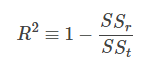 R² ≡ 1 − SSᵣ/SSₜ